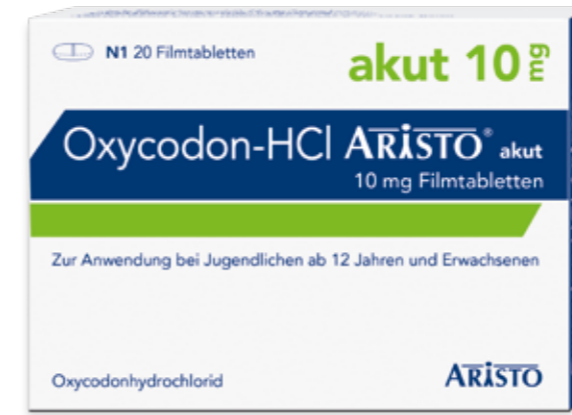 N1 20 Filmtabletten
akut 10 mg
Oxycodon-HCl ARISTO® akut
10 mg Filmtabletten
Zur Anwendung bei Jugendlichen ab 12 Jahren und Erwachsenen
Oxycodonhydrochlorid
ARISTO